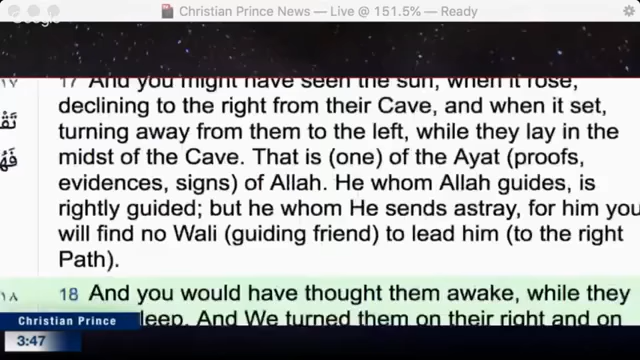 Christian Prince News — Live @ 151.5% — Ready
17 And you might have seen the sun, when it rose,
declining to the right from their Cave, and when it set,
turning away from them to the left, while they lay in the
midst of the Cave. That is (one) of the Ayat (proofs,
evidences, signs) of Allah. He whom Allah guides, is
rightly guided; but he whom He sends astray, for him you
will find no Wali (guiding friend) to lead him (to the right
Path).
١٨ 18 And you would have thought them awake, while they
leep. And We turned them on their right and on
Christian Prince
3:47